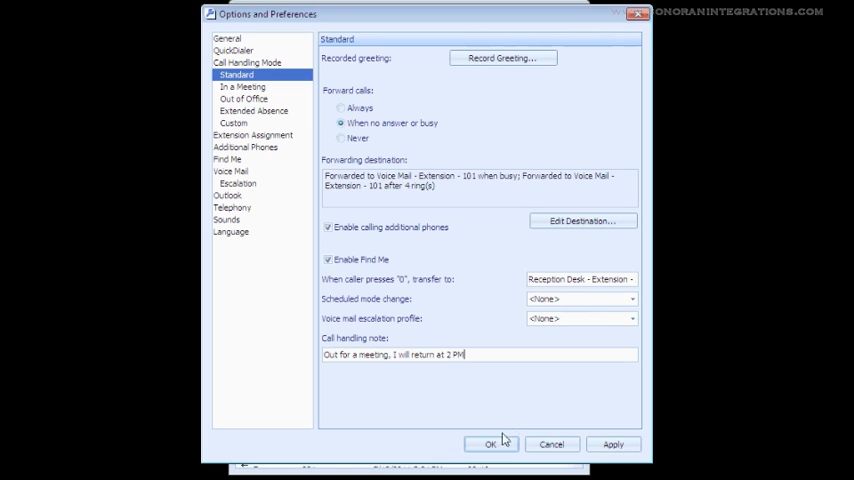 Options and Preferences
ONORANINTEGRATIONS.COM
General
QuickDialer
Call Handling Mode
Standard
In a Meeting
Out of Office
Extended Absence
Custom
Extension Assignment
Additional Phones
Find Me
Voice Mail
Escalation
Outlook
Telephony
Sounds
Language
Standard
Recorded greeting:
Record Greeting...
Forward calls:
Always
When no answer or busy
Never
Forwarding destination:
Forwarded to Voice Mail - Extension - 101 when busy; Forwarded to Voice Mail -
Extension - 101 after 4 ring(s)
Edit Destination...
Enable calling additional phones
Enable Find Me
When caller presses "0", transfer to:
Reception Desk - Extension -
Scheduled mode change:
<None>
Voice mail escalation profile:
<None>
Call handling note:
Out for a meeting, I will return at 2 PM
OK
Cancel
Apply